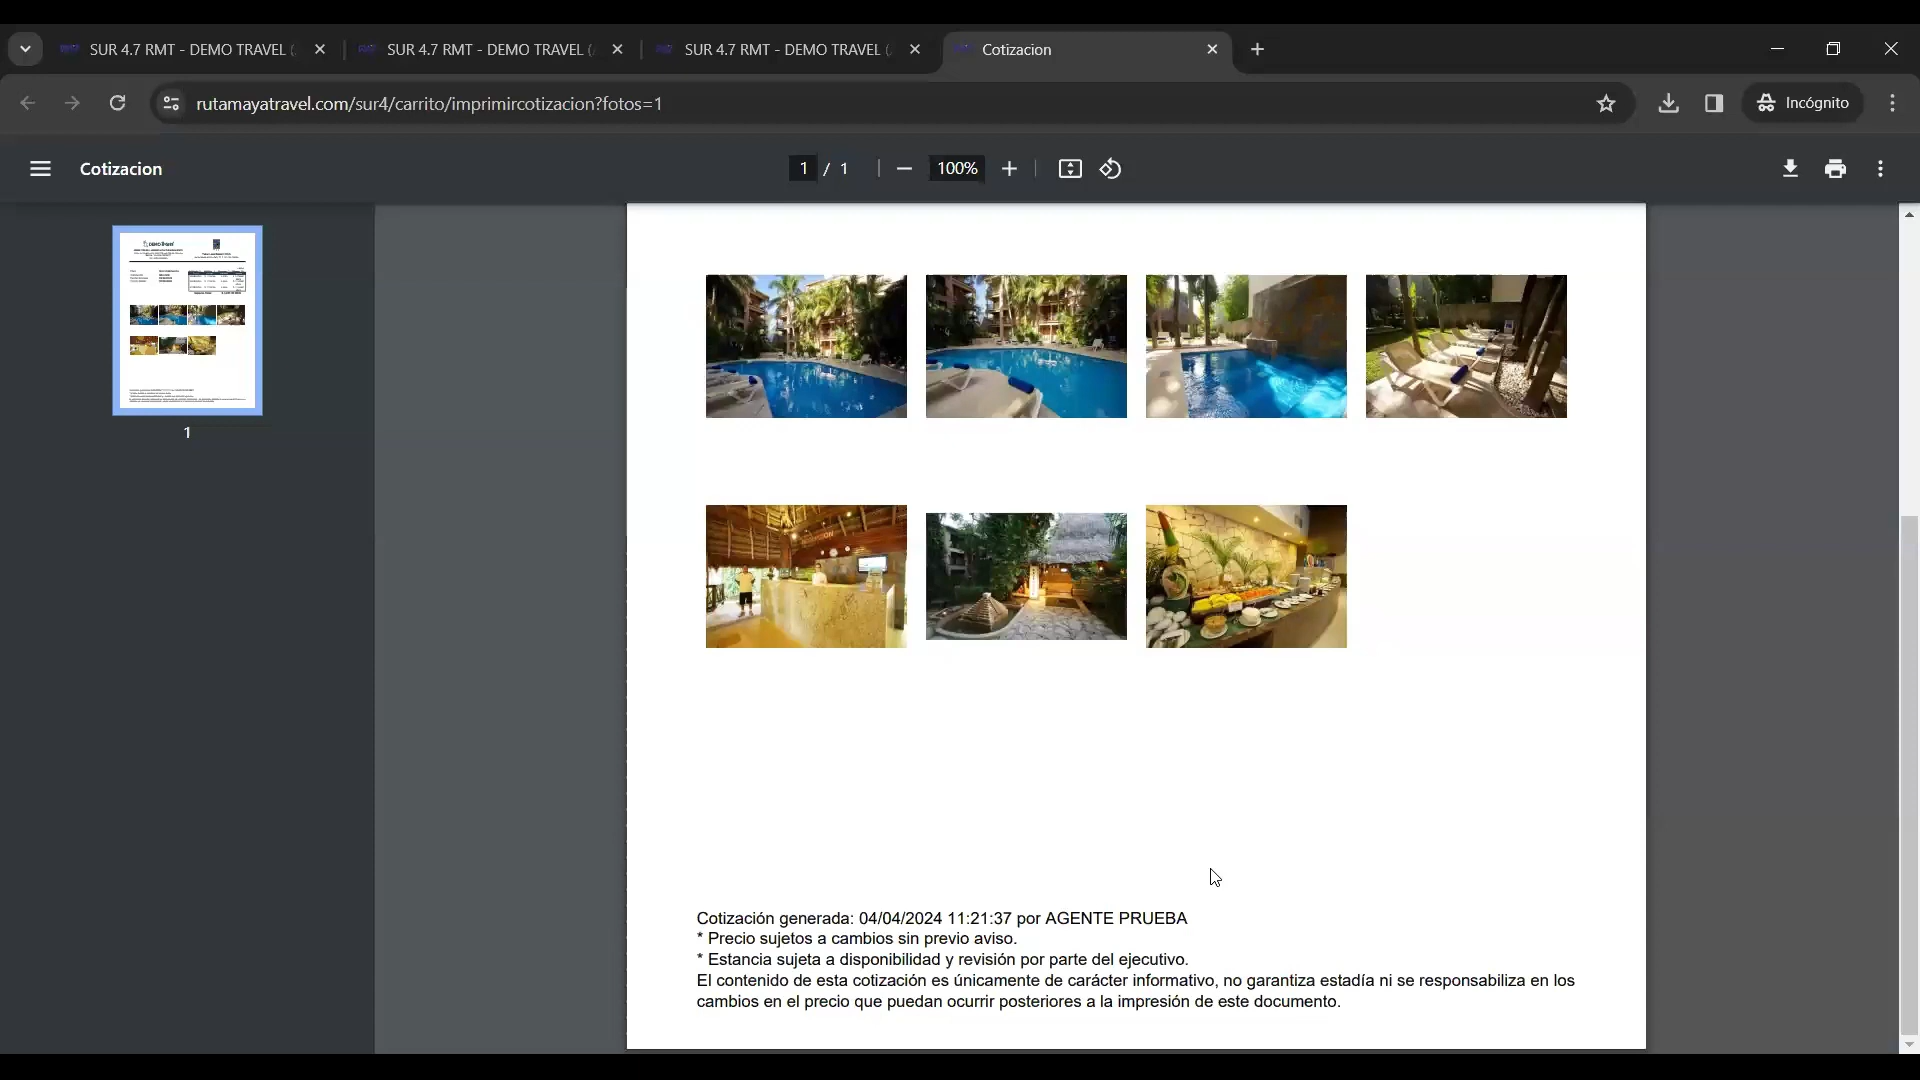 SUR 4.7 RMT - DEMO TRAVEL (
SUR 4.7 RMT - DEMO TRAVEL (
SUR 4.7 RMT - DEMO TRAVEL (
Cotizacion
rutamayatravel.com/sur4/carrito/imprimircotizacion?fotos=1
Incógnito
Cotizacion
1 / 1
100%
1
Cotización generada: 04/04/2024 11:21:37 por AGENTE PRUEBA
* Precio sujetos a cambios sin previo aviso.
* Estancia sujeta a disponibilidad y revisión por parte del ejecutivo.
El contenido de esta cotización es únicamente de carácter informativo, no garantiza estadía ni se responsabiliza en los
cambios en el precio que puedan ocurrir posteriores a la impresión de este documento.